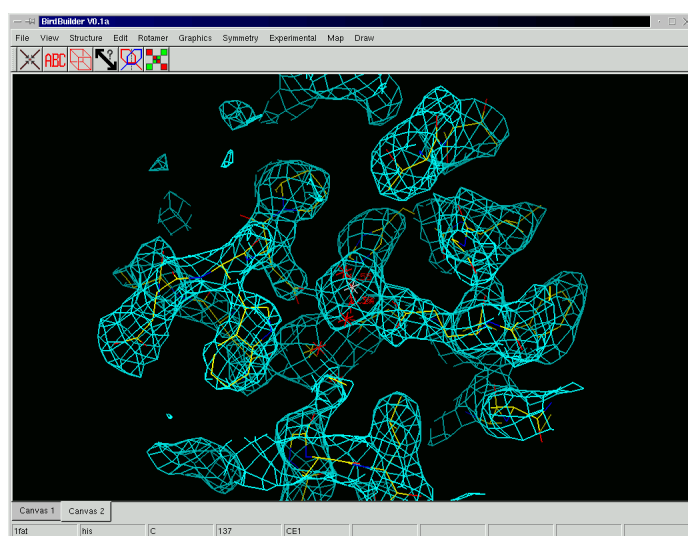 BirdBuilder V0.1a
File View Structure Edit Rotamer Graphics Symmetry Experimental Map Draw
ABC
Canvas 1 Canvas 2
1fat his C 137 CE1